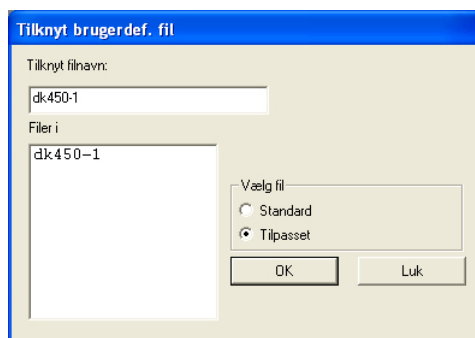 Tilknyt brugerdef. fil
Tilknyt filnavn:
dk450-1
Filer i
dk450-1
Vælg fil
Standard
Tilpasset
OK
Luk